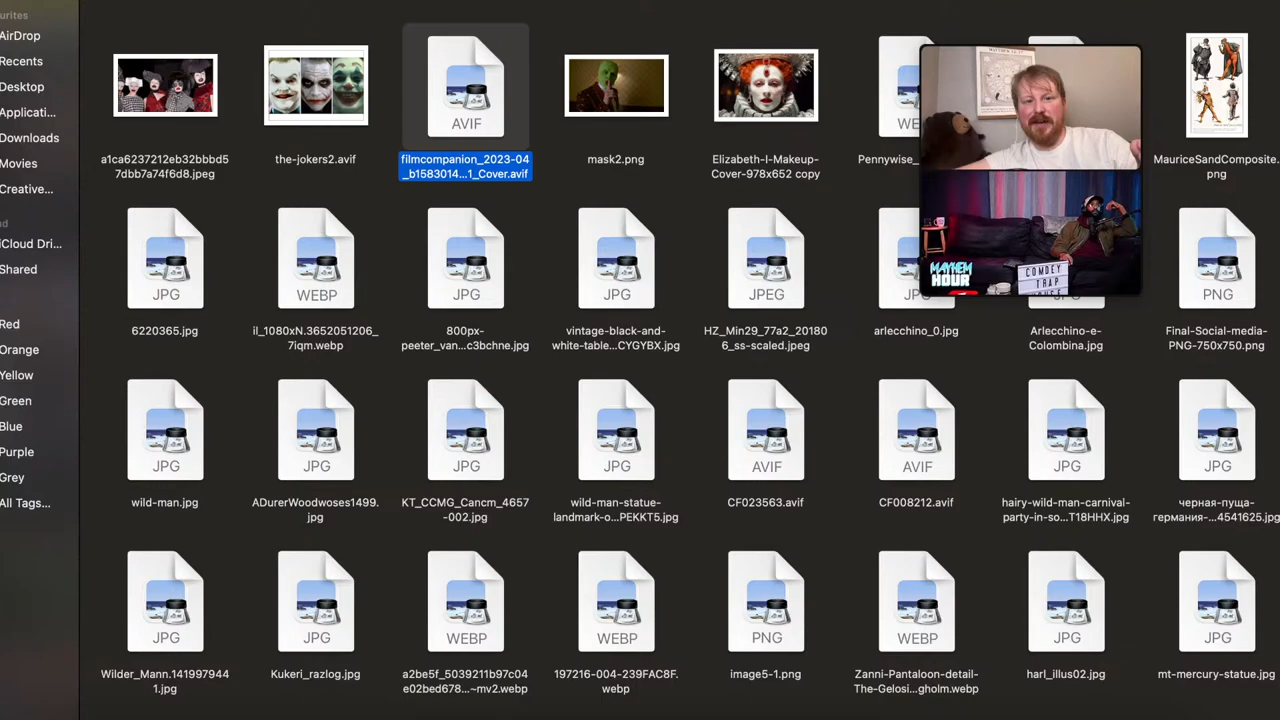 urites
AirDrop
Recents
Desktop
Applicati...
Downloads
Movies
Creative...
d
iCloud Dri...
Shared
Red
Orange
Yellow
Green
Blue
Purple
Grey
All Tags...
AVIF
WE
a1ca6237212eb32bbbd5
7dbb7a74f6d8.jpeg
the-jokers2.avif
filmcompanion_2023-04
_b1583014...1_Cover.avif
mask2.png
Elizabeth-I-Makeup-
Cover-978x652 copy
Pennywise_
MauriceSandComposite.
png
MAYHEM
HOUR
COMDEY
TRAP
JPG
WEBP
JPG
JPG
JPEG
JPG
JPG
PNG
6220365.jpg
il_1080xN.3652051206_
7iqm.webp
800px-
peeter_van...c3bchne.jpg
vintage-black-and-
white-table...CYGYBX.jpg
HZ_Min29_77a2_20180
6_ss-scaled.jpeg
arlecchino_0.jpg
Arlecchino-e-
Colombina.jpg
Final-Social-media-
PNG-750x750.png
JPG
JPG
JPG
JPG
AVIF
AVIF
JPG
JPG
wild-man.jpg
ADurerWoodwoses1499.
jpg
KT_CCMG_Cancm_4657
-002.jpg
wild-man-statue-
landmark-o...PEKKT5.jpg
CF023563.avif
CF008212.avif
hairy-wild-man-carnival-
party-in-so...T18HHX.jpg
черная-пуща-
германия-...4541625.jpg
JPG
JPG
WEBP
WEBP
PNG
WEBP
JPG
JPG
Wilder_Mann.141997944
1.jpg
Kukeri_razlog.jpg
a2be5f_5039211b97c04
e02bed678...~mv2.webp
197216-004-239FAC8F.
webp
image5-1.png
Zanni-Pantaloon-detail-
The-Gelosi...gholm.webp
harl_illus02.jpg
mt-mercury-statue.jpg